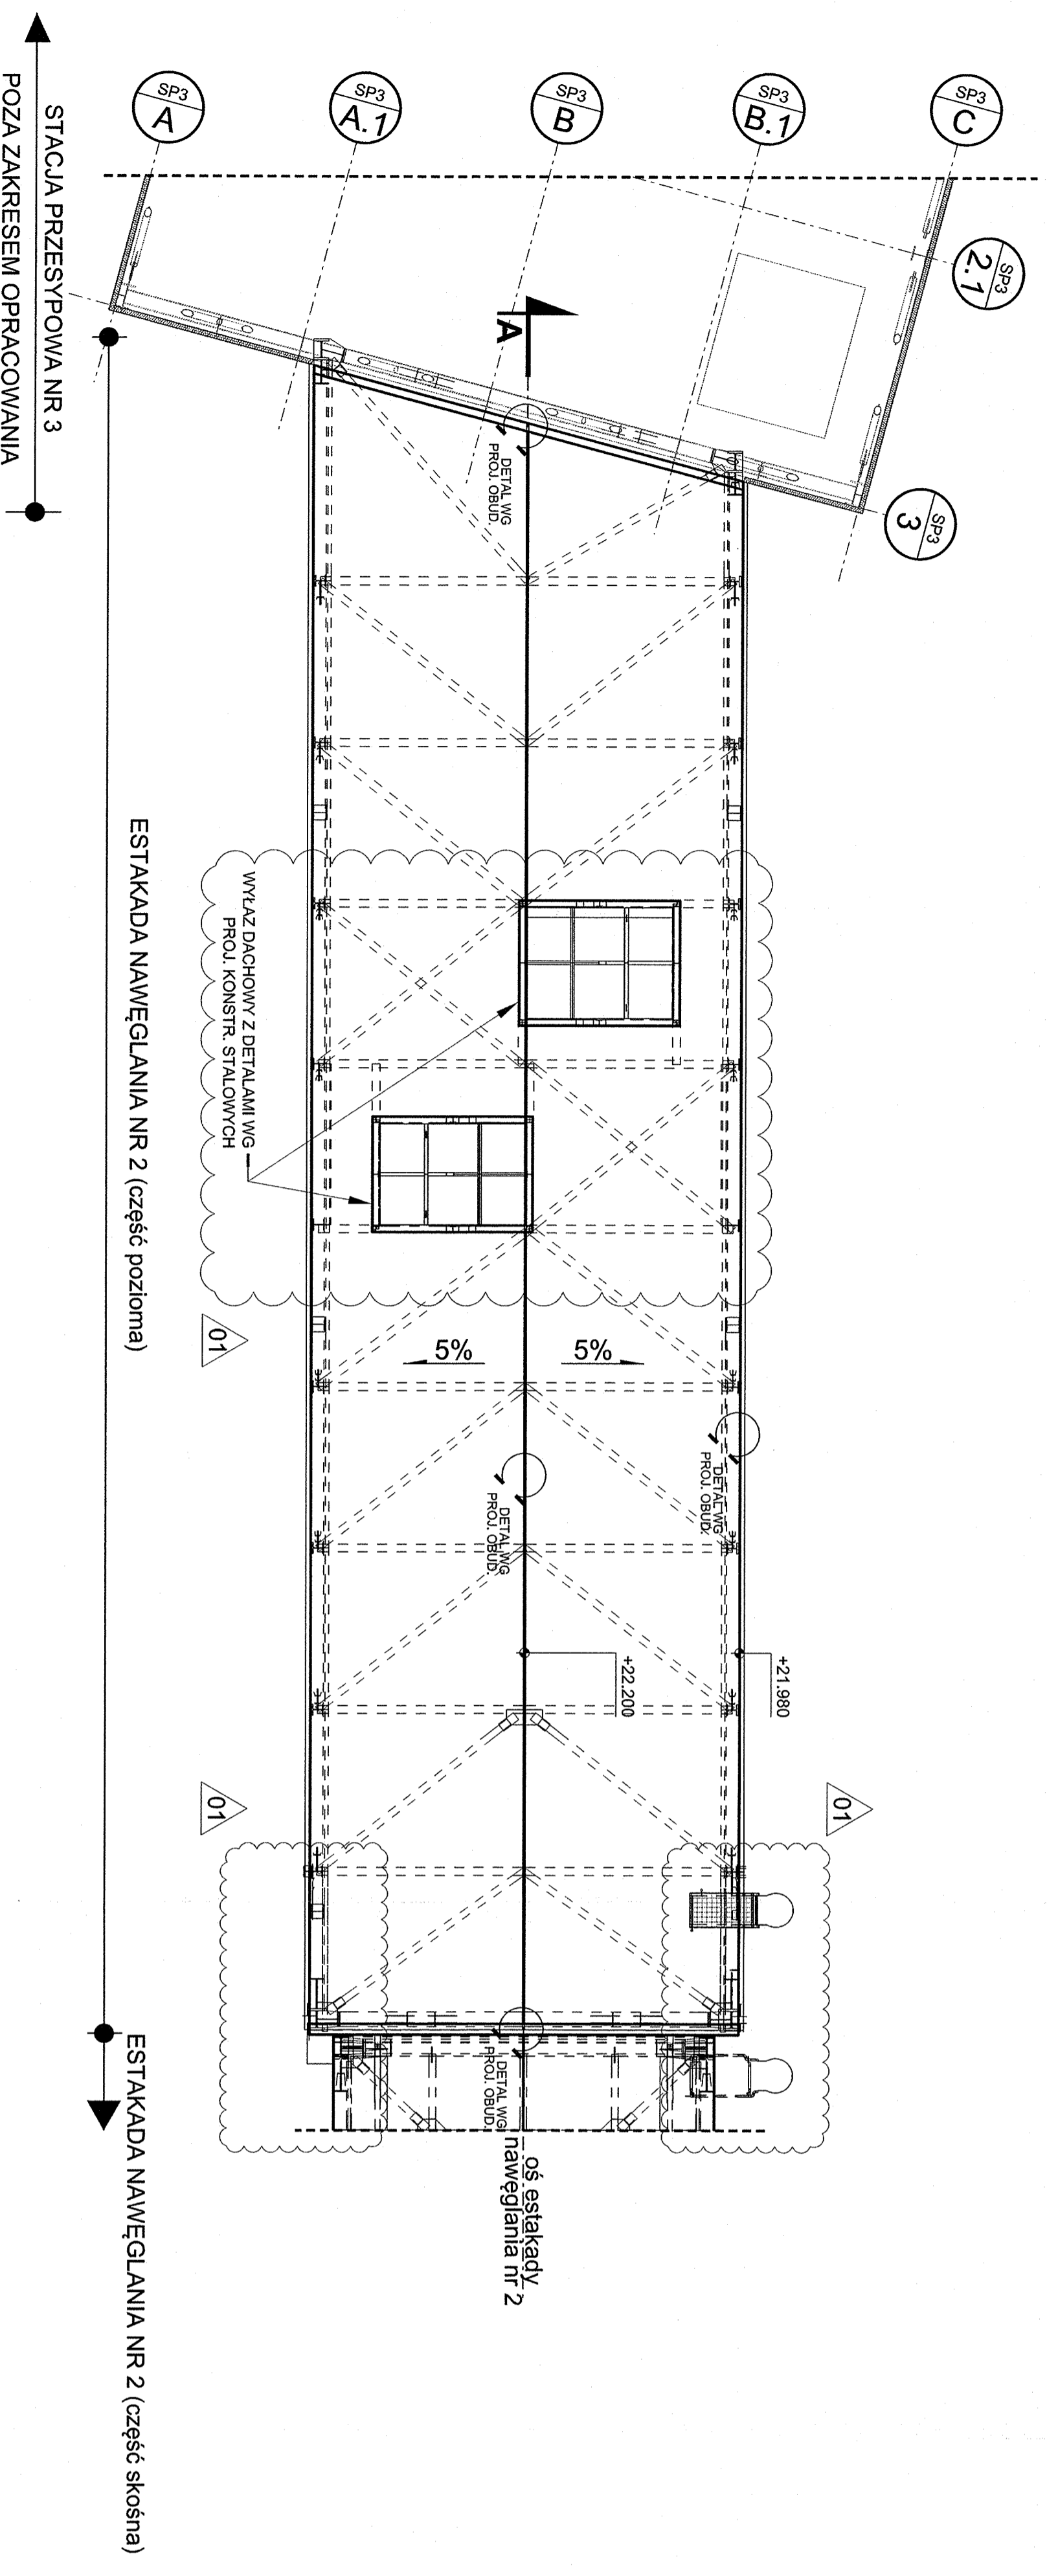 SP3
A
SP3
A.1
SP3
B
SP3
B.1
SP3
C
SP3
2.1
SP3
3
STACJA PRZESYPOWA NR 3
POZA ZAKRESEM OPRACOWANIA
A
DETAL WG
PROJ. OBUD.
ESTAKADA NAWĘGLANIA NR 2 (część pozioma)
WYŁAZ DACHOWY Z DETALAMI WG
PROJ. KONSTR. STALOWYCH
01
5%
5%
DETAL WG
PROJ. OBUD.
DETAL WG
PROJ. OBUD.
+22.200
+21.980
01
01
DETAL WG
PROJ. OBUD.
oś estakady
nawęglania nr 2
ESTAKADA NAWĘGLANIA NR 2 (część skośna)